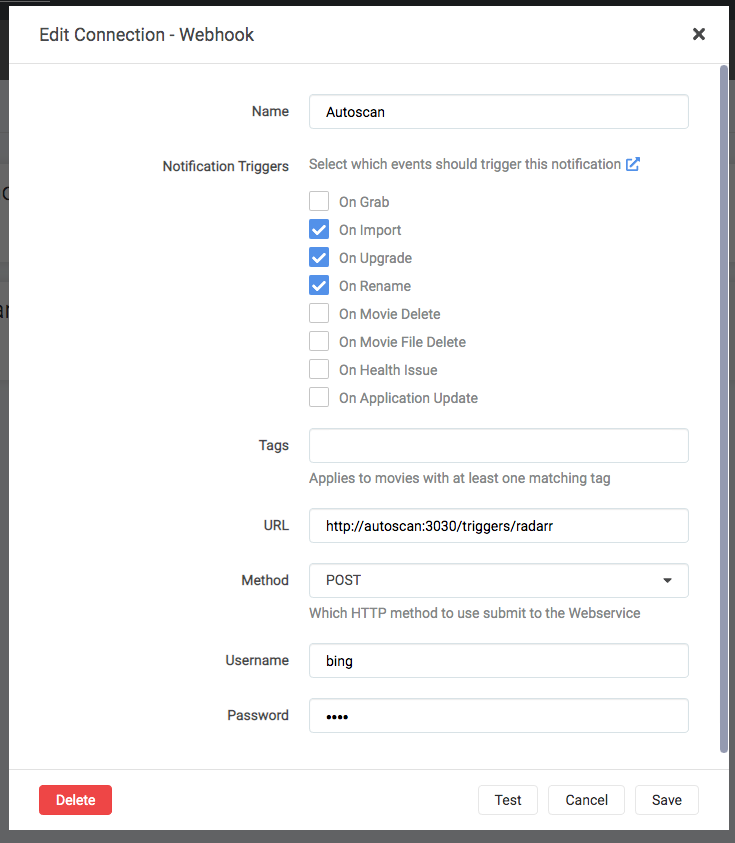 Edit Connection - Webhook
Name
Autoscan
Notification Triggers
Select which events should trigger this notification
On Grab
On Import
On Upgrade
On Rename
On Movie Delete
On Movie File Delete
On Health Issue
On Application Update
Tags
Applies to movies with at least one matching tag
URL
http://autoscan:3030/triggers/radarr
Method
POST
Which HTTP method to use submit to the Webservice
Username
bing
Password
••••
Delete
Test
Cancel
Save